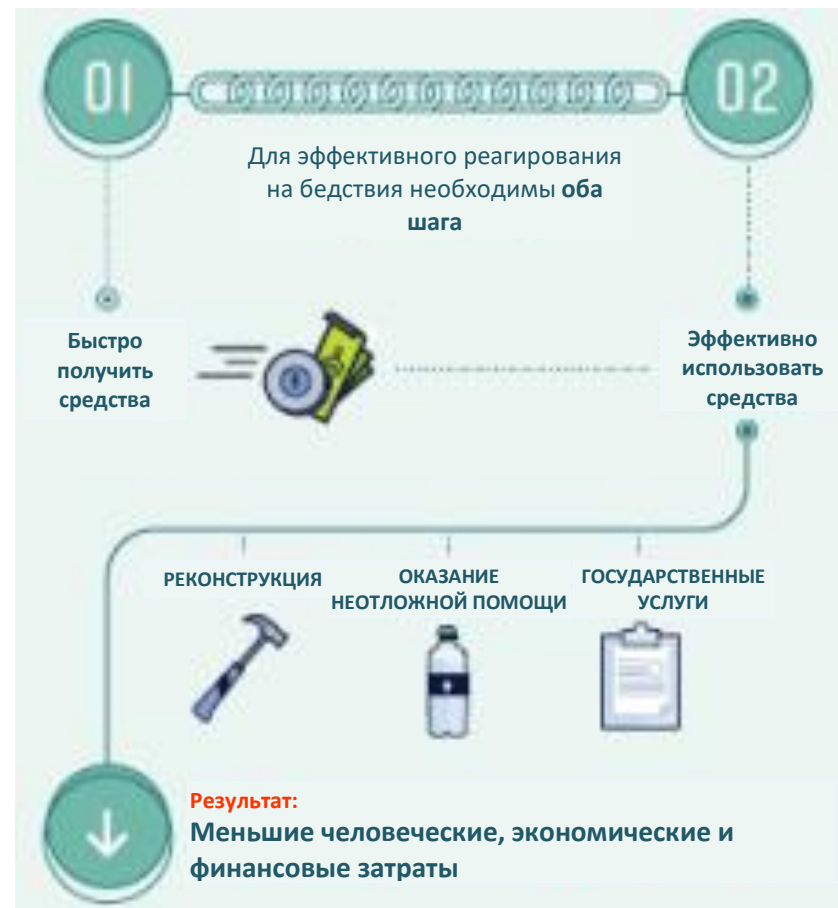 01
02
Для эффективного реагирования
на бедствия необходимы оба
шага
Быстро
получить
средства
Эффективно
использовать
средства
РЕКОНСТРУКЦИЯ
ОКАЗАНИЕ
НЕОТЛОЖНОЙ ПОМОЩИ
ГОСУДАРСТВЕННЫЕ
УСЛУГИ
Результат:
Меньшие человеческие, экономические и
финансовые затраты